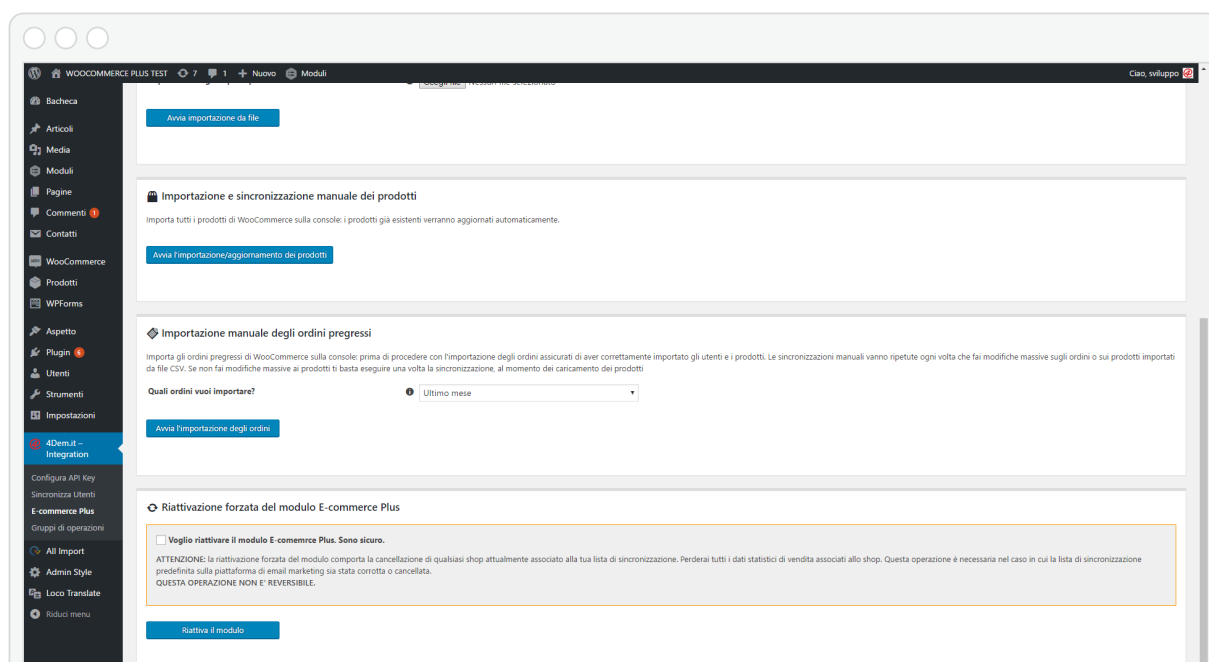 WOOCOMMERCE PLUS TEST 7 1 + Nuovo Moduli Ciao, sviluppo
Bacheca
Articoli
Media
Moduli
Pagine
Commenti 1
Contatti
WooCommerce
Prodotti
WPForms
Aspetto
Plugin 6
Utenti
Strumenti
Impostazioni
4Dem.it –
Integration
Configura API Key
Sincronizza Utenti
E-commerce Plus
Gruppi di operazioni
All Import
Admin Style
Loco Translate
Riduci menu
Avvia importazione da file
Importazione e sincronizzazione manuale dei prodotti
Importa tutti i prodotti di WooCommerce sulla console: i prodotti già esistenti verranno aggiornati automaticamente.
Avvia l'importazione/aggiornamento dei prodotti
Importazione manuale degli ordini pregressi
Importa gli ordini pregressi di WooCommerce sulla console: prima di procedere con l'importazione degli ordini assicurati di aver correttamente importato gli utenti e i prodotti. Le sincronizzazioni manuali vanno ripetute ogni volta che fai modifiche massive sugli ordini o sui prodotti importati
da file CSV. Se non fai modifiche massive ai prodotti ti basta eseguire una volta la sincronizzazione, al momento dei caricamento dei prodotti
Quali ordini vuoi importare? Ultimo mese
Avvia l'importazione degli ordini
Riattivazione forzata del modulo E-commerce Plus
Voglio riattivare il modulo E-comemrce Plus. Sono sicuro.
ATTENZIONE: la riattivazione forzata del modulo comporta la cancellazione di qualsiasi shop attualmente associato alla tua lista di sincronizzazione. Perderai tutti i dati statistici di vendita associati allo shop. Questa operazione è necessaria nel caso in cui la lista di sincronizzazione
predefinita sulla piattaforma di email marketing sia stata corrotta o cancellata.
QUESTA OPERAZIONE NON E' REVERSIBILE.
Riattiva il modulo